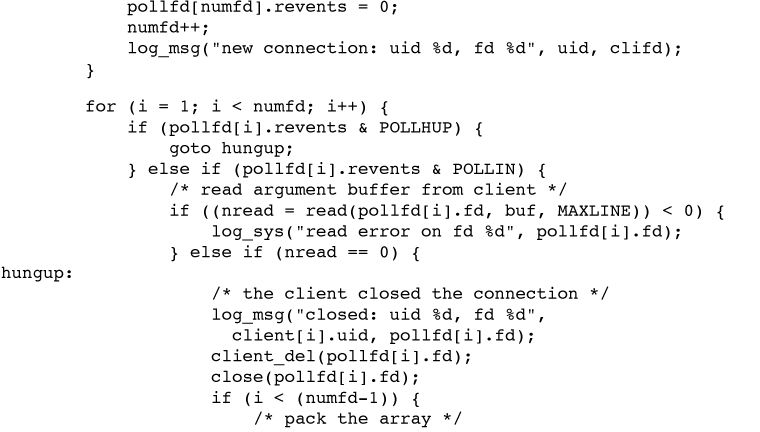 pollfd[numfd].revents = 0;
numfd++;
log_msg("new connection: uid %d, fd %d", uid, clifd);
}
for (i = 1; i < numfd; i++) {
if (pollfd[i].revents & POLLHUP) {
goto hungup;
} else if (pollfd[i].revents & POLLIN) {
/* read argument buffer from client */
if ((nread = read(pollfd[i].fd, buf, MAXLINE)) < 0) {
log_sys("read error on fd %d", pollfd[i].fd);
} else if (nread == 0) {
hungup:
/* the client closed the connection */
log_msg("closed: uid %d, fd %d",
client[i].uid, pollfd[i].fd);
client_del(pollfd[i].fd);
close(pollfd[i].fd);
if (i < (numfd-1)) {
/* pack the array */